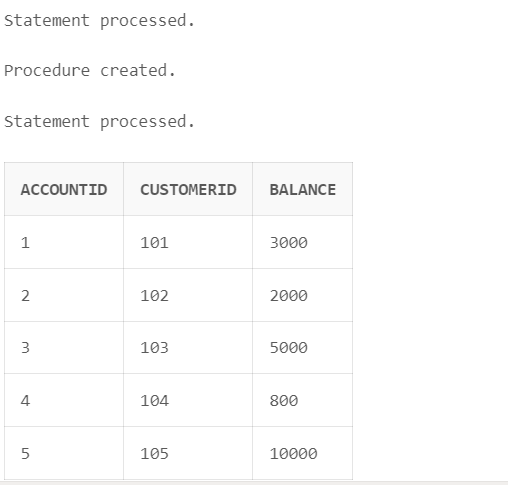 Statement processed.
Procedure created.
Statement processed.
ACCOUNTID CUSTOMERID BALANCE
1 101 3000
2 102 2000
3 103 5000
4 104 800
5 105 10000